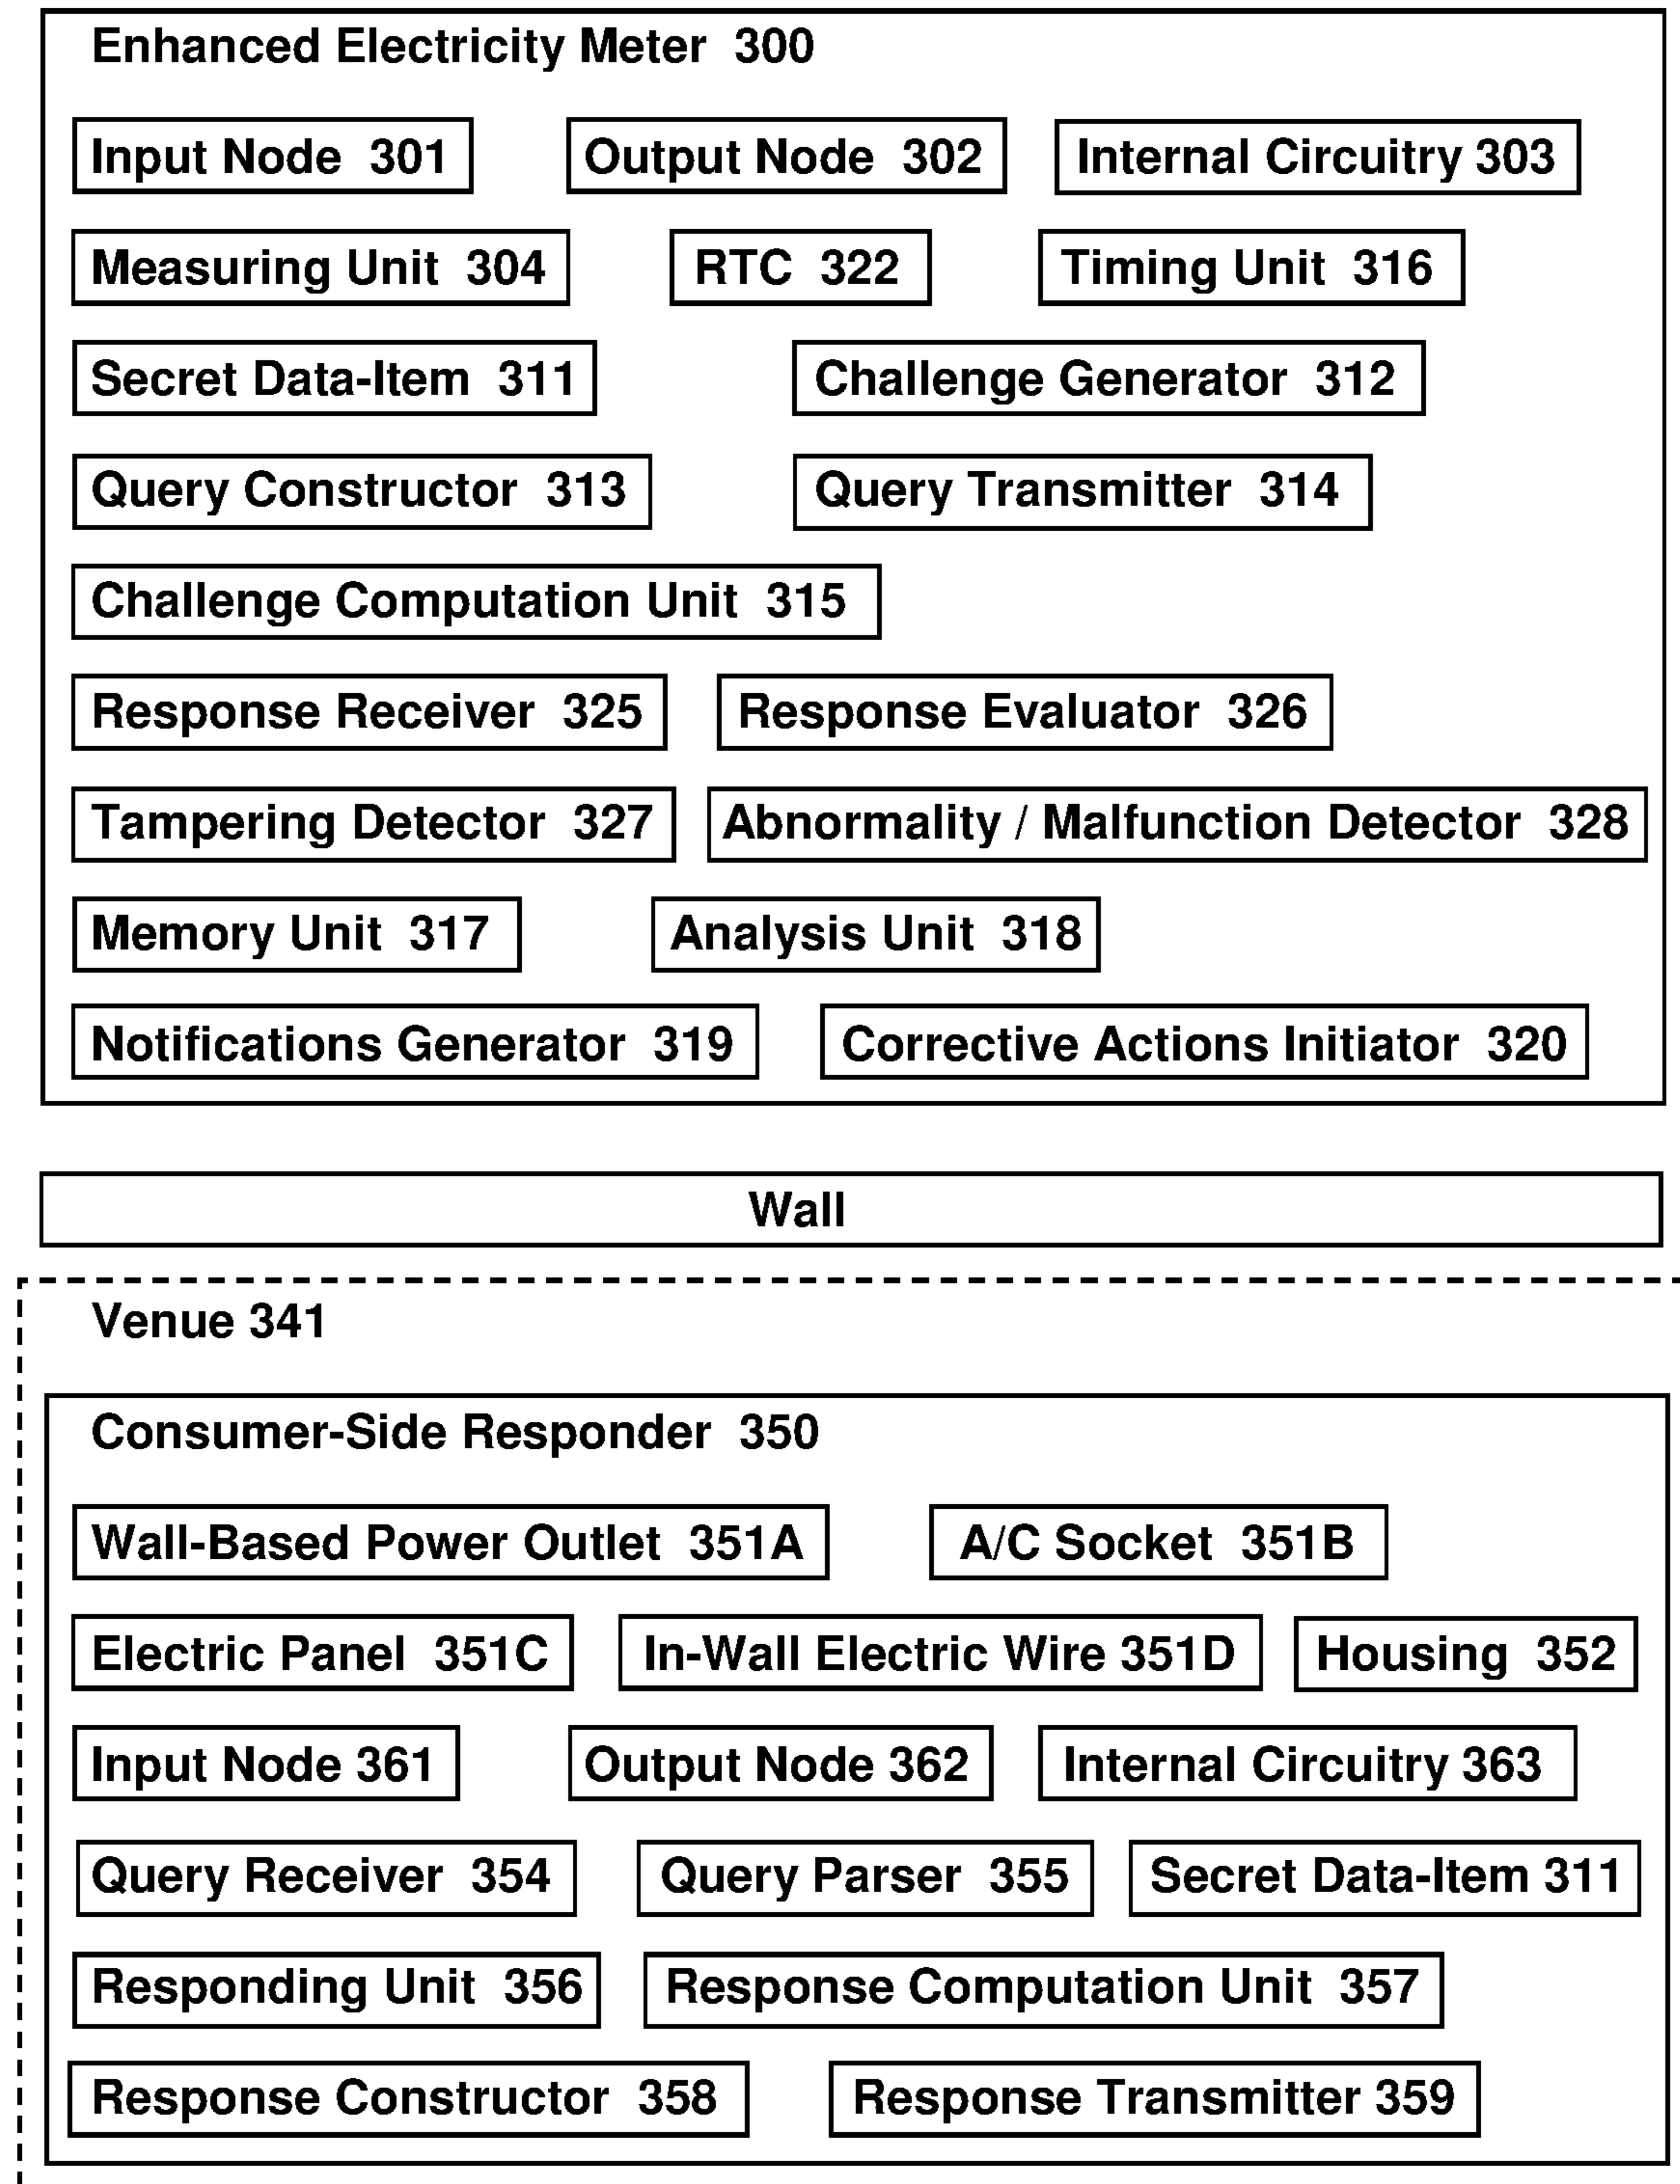 Enhanced Electricity Meter 300
Input Node 301 Output Node 302 Internal Circuitry 303
Measuring Unit 304 RTC 322 Timing Unit 316
Secret Data-Item 311 Challenge Generator 312
Query Constructor 313 Query Transmitter 314
Challenge Computation Unit 315
Response Receiver 325 Response Evaluator 326
Tampering Detector 327 Abnormality / Malfunction Detector 328
Memory Unit 317 Analysis Unit 318
Notifications Generator 319 Corrective Actions Initiator 320
Wall
Venue 341
Consumer-Side Responder 350
Wall-Based Power Outlet 351A A/C Socket 351B
Electric Panel 351C In-Wall Electric Wire 351D Housing 352
Input Node 361 Output Node 362 Internal Circuitry 363
Query Receiver 354 Query Parser 355 Secret Data-Item 311
Responding Unit 356 Response Computation Unit 357
Response Constructor 358 Response Transmitter 359